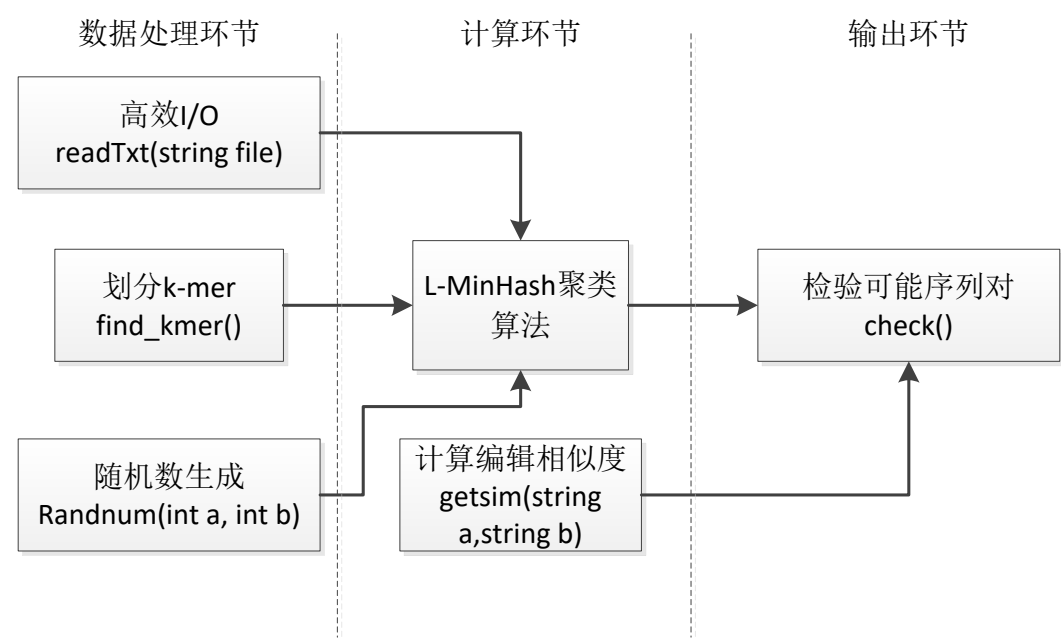 数据处理环节
计算环节
输出环节
高效I/O
readTxt(string file)
划分k-mer
find_kmer()
L-MinHash聚类
算法
检验可能序列对
check()
随机数生成
Randnum(int a, int b)
计算编辑相似度
getsim(string
a,string b)